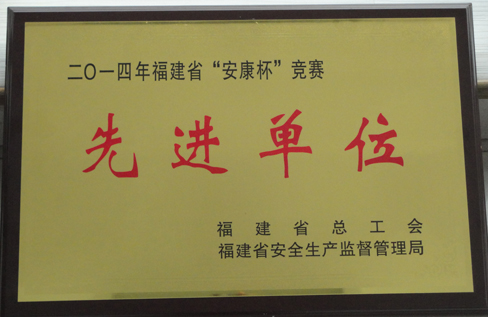 二〇一四年福建省“安康杯”竞赛
先进单位
福建省总工会
福建省安全生产监督管理局